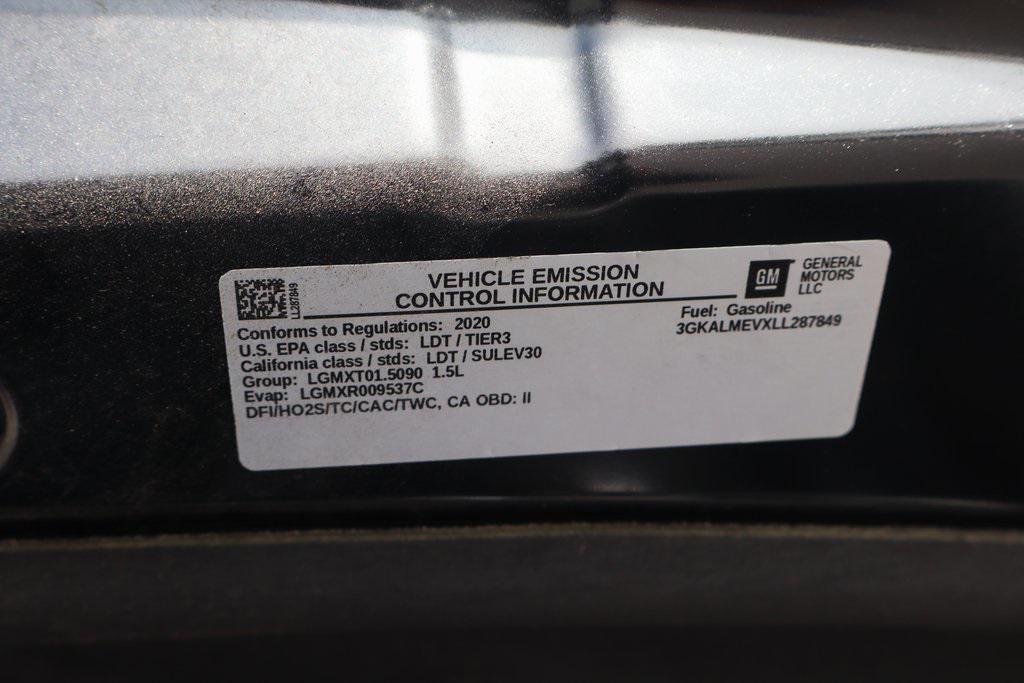 LL287849
VEHICLE EMISSION
CONTROL INFORMATION
GM
GENERAL
MOTORS
LLC
Conforms to Regulations: 2020
U.S. EPA class / stds: LDT / TIER3
California class / stds: LDT / SULEV30
Group: LGMXT01.5090 1.5L
Evap: LGMXR009537C
DFI/HO2S/TC/CAC/TWC, CA OBD: II
Fuel: Gasoline
3GKALMEVXLL287849